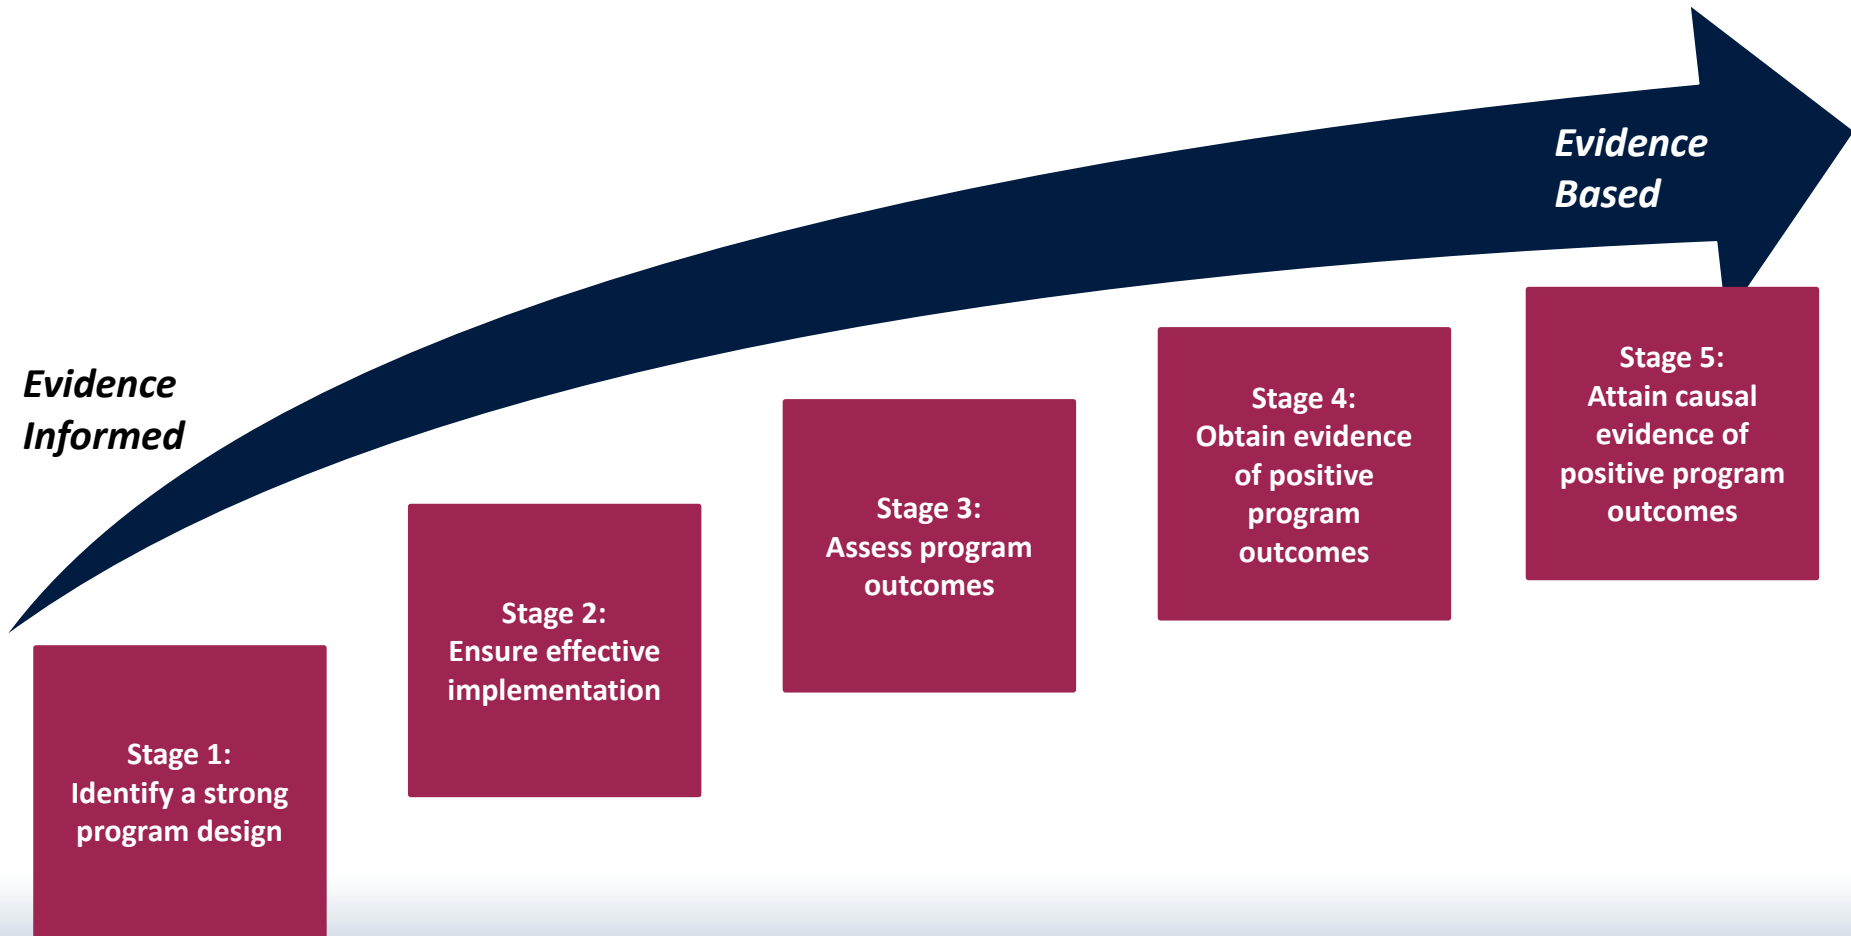 Evidence
Based
Evidence
Informed
Stage 1:
Identify a strong
program design
Stage 2:
Ensure effective
implementation
Stage 3:
Assess program
outcomes
Stage 4:
Obtain evidence
of positive
program
outcomes
Stage 5:
Attain causal
evidence of
positive program
outcomes